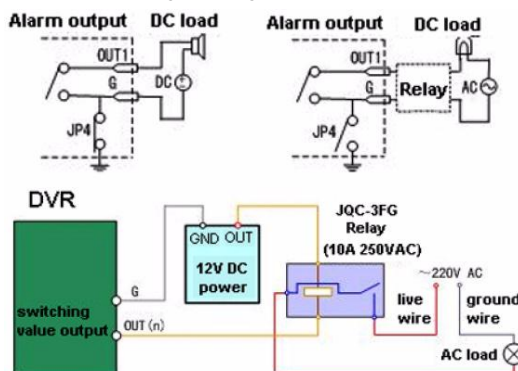 Alarm output
DC load
OUT1
G
DC
JP4
Alarm output
DC load
OUT1
G
Relay
AC
JP4
DVR
switching
value output
G
OUT(n)
GND OUT
12V DC
power
JQC-3FG
Relay
(10A 250VAC)
~220V AC
live
wire
ground
wire
AC load